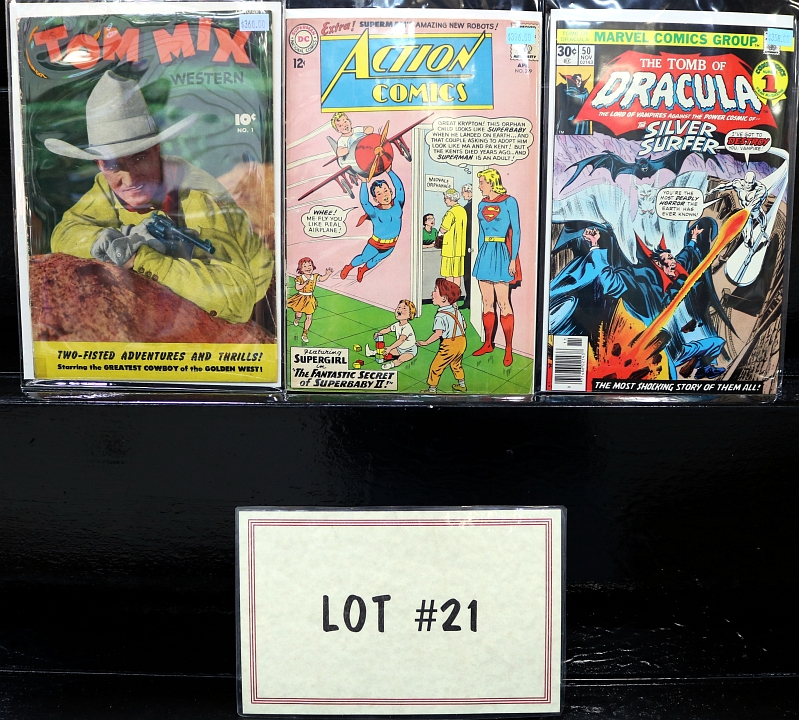 $360.00
TOM MIX
WESTERN
10¢
NO. 1
TWO-FISTED ADVENTURES AND THRILLS!
Starring the GREATEST COWBOY of the GOLDEN WEST!
Extra! SUPERMAN'S AMAZING NEW ROBOTS!
DC
12¢
ACTION
COMICS
GREAT KRYPTON! THIS ORPHAN
CHILD LOOKS LIKE SUPERBABY
WHEN HE LANDED ON EARTH... AND
THAT COUPLE ASKING TO ADOPT HIM
LOOK LIKE MA AND PA KENT! BUT
THE KENTS DIED YEARS AGO... AND
SUPERMAN IS AN ADULT!
MIDVALE
ORPHANAGE
WHEE!
ME FLY YOU
LIKE REAL
AIRPLANE!
Featuring
SUPERGIRL
in
"The FANTASTIC SECRET
of SUPERBABY II!"
MARVEL COMICS GROUP
30¢
50
NOV
THE TOMB OF
DRACULA
THE LORD OF VAMPIRES AGAINST THE POWER COSMIC OF--
THE
SILVER
SURFER
1
I'VE GOT TO
DESTROY
YOU, VAMPIRE!
YOU'RE THE
MOST DEADLY
HORROR THE
EARTH HAS
EVER KNOWN!
THE MOST SHOCKING STORY OF THEM ALL!
LOT #21